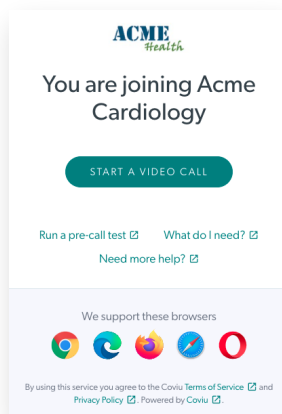 ACME
Health
You are joining Acme
Cardiology
START A VIDEO CALL
Run a pre-call test What do I need?
Need more help?
We support these browsers
By using this service you agree to the Coviu Terms of Service and
Privacy Policy . Powered by Coviu .